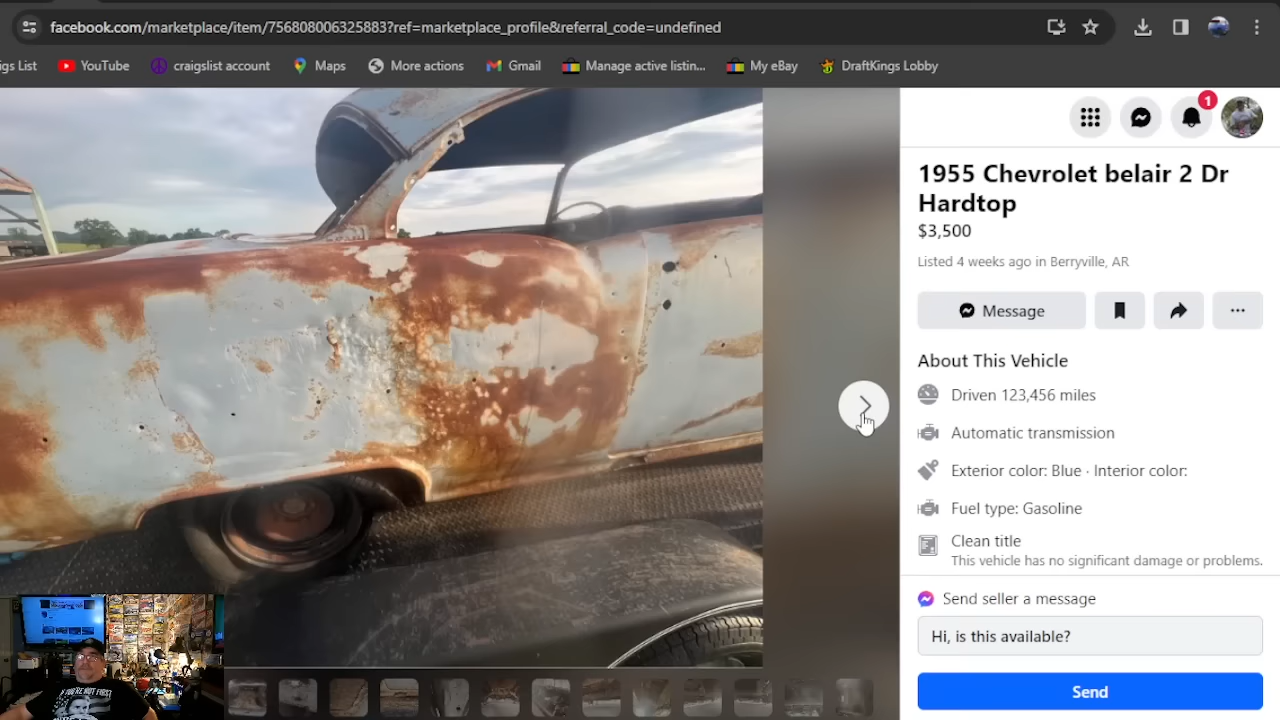 facebook.com/marketplace/item/756808006325883?ref=marketplace_profile&referral_code=undefined
igs List YouTube craigslist account Maps More actions Gmail Manage active listin... My eBay DraftKings Lobby
1
1955 Chevrolet belair 2 Dr
Hardtop
$3,500
Listed 4 weeks ago in Berryville, AR
Message
About This Vehicle
Driven 123,456 miles
Automatic transmission
Exterior color: Blue · Interior color:
Fuel type: Gasoline
Clean title
This vehicle has no significant damage or problems.
Send seller a message
Hi, is this available?
Send